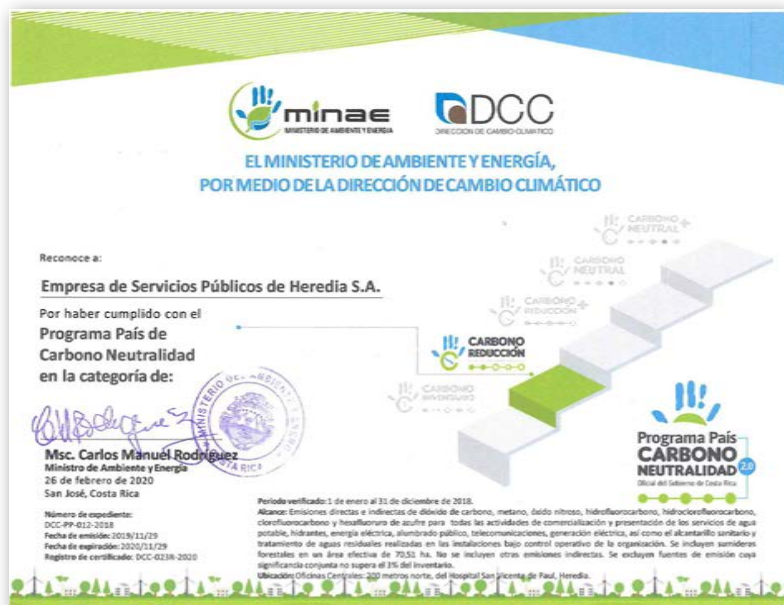 minae
MINISTERIO DE AMBIENTE Y ENERGÍA
DCC
DIRECCIÓN DE CAMBIO CLIMÁTICO
EL MINISTERIO DE AMBIENTE Y ENERGÍA,
POR MEDIO DE LA DIRECCIÓN DE CAMBIO CLIMÁTICO
CARBONO
NEUTRAL +
CARBONO
NEUTRAL
CARBONO
REDUCCIÓN +
CARBONO
REDUCCIÓN
CARBONO
INVENTARIO
Reconoce a:
Empresa de Servicios Públicos de Heredia S.A.
Por haber cumplido con el
Programa País de
Carbono Neutralidad
en la categoría de:
MINISTERIO DEL AMBIENTE Y ENERG
COSTA RICA
Msc. Carlos Manuel Rodríguez
Ministro de Ambiente y Energía
26 de febrero de 2020
San José, Costa Rica
Número de expediente:
DCC-PP-012-2018
Fecha de emisión: 2019/11/29
Fecha de expiración: 2020/11/29
Registro de certificado: DCC-0238-2020
Programa País
CARBONO
NEUTRALIDAD 2.0
Oficial del Gobierno de Costa Rica
Periodo verificado: 1 de enero al 31 de diciembre de 2018.
Alcance: Emisiones directas e indirectas de dióxido de carbono, metano, óxido nitroso, hidrofluorocarbono, hidroclorofluorocarbono,
clorofluorocarbono y hexafluoruro de azufre para todas las actividades de comercialización y presentación de los servicios de agua
potable, hidrantes, energía eléctrica, alumbrado público, telecomunicaciones, generación eléctrica, así como el alcantarillo sanitario y
tratamiento de aguas residuales realizadas en las instalaciones bajo control operativo de la organización. Se incluyen sumideros
forestales en un área efectiva de 70,51 ha. No se incluyen otras emisiones indirectas. Se excluyen fuentes de emisión cuya
significancia conjunta no supera el 3% del inventario.
Ubicación: Oficinas Centrales: 200 metros norte, del Hospital San Vicente de Paul, Heredia.